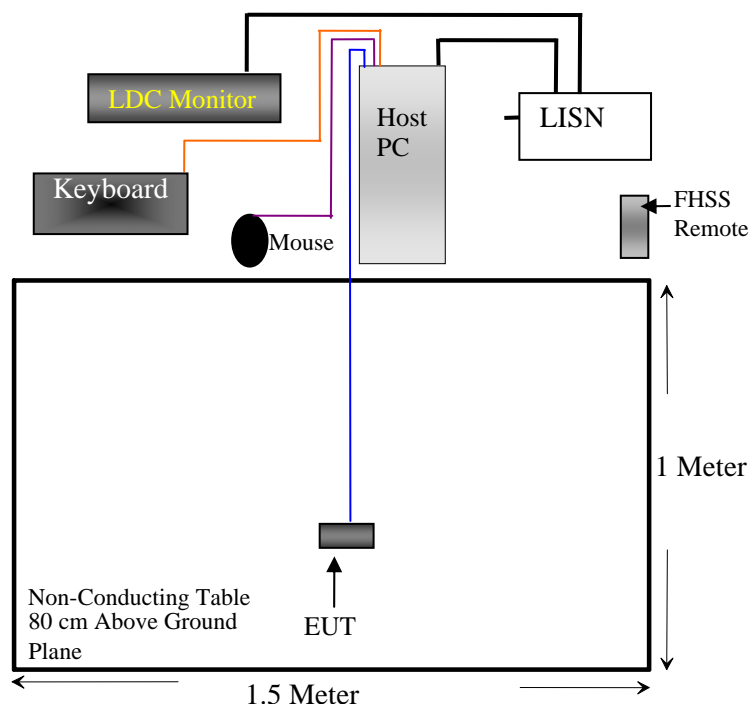 LDC Monitor
Host
PC
LISN
Keyboard
FHSS
Remote
Mouse
1 Meter
Non-Conducting Table
80 cm Above Ground
Plane
EUT
1.5 Meter